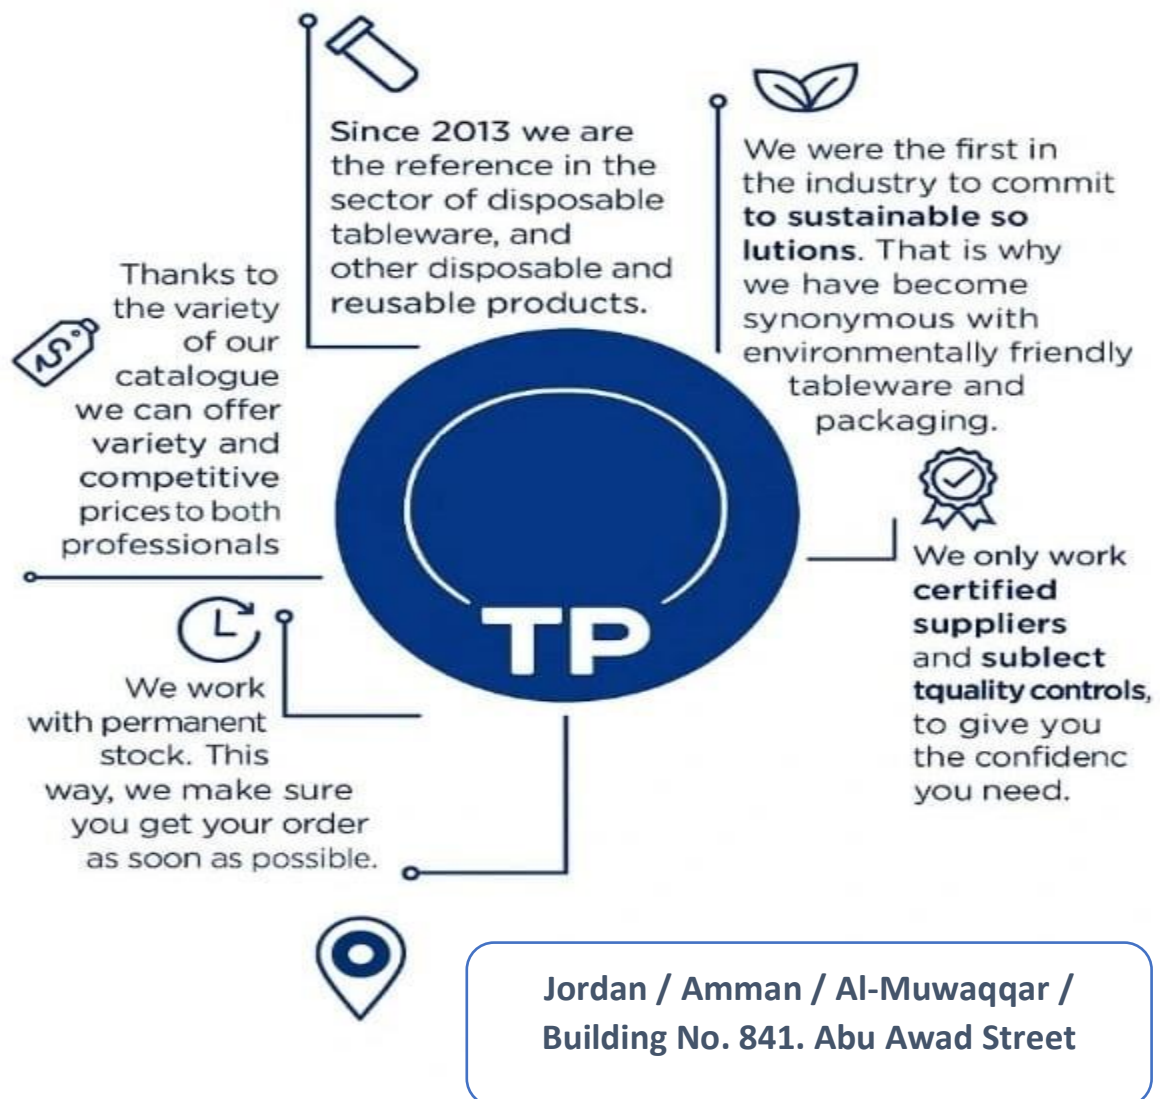 Since 2013 we are
the reference in the
sector of disposable
tableware, and
other disposable and
reusable products.
We were the first in
the industry to commit
to sustainable so
lutions. That is why
we have become
synonymous with
environmentally friendly
tableware and
packaging.
Thanks to
the variety
of our
catalogue
we can offer
variety and
competitive
prices to both
professionals
We only work
certified
suppliers
and sublect
tquality controls,
to give you
the confidenc
you need.
TP
We work
with permanent
stock. This
way, we make sure
you get your order
as soon as possible.
Jordan / Amman / Al-Muwaqqar /
Building No. 841. Abu Awad Street